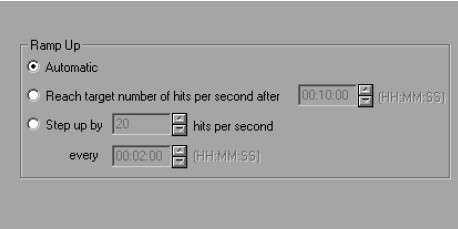 Ramp Up
Automatic
Reach target number of hits per second after 00:10:00 (HH:MM:SS)
Step up by 20 hits per second
every 00:02:00 (HH:MM:SS)